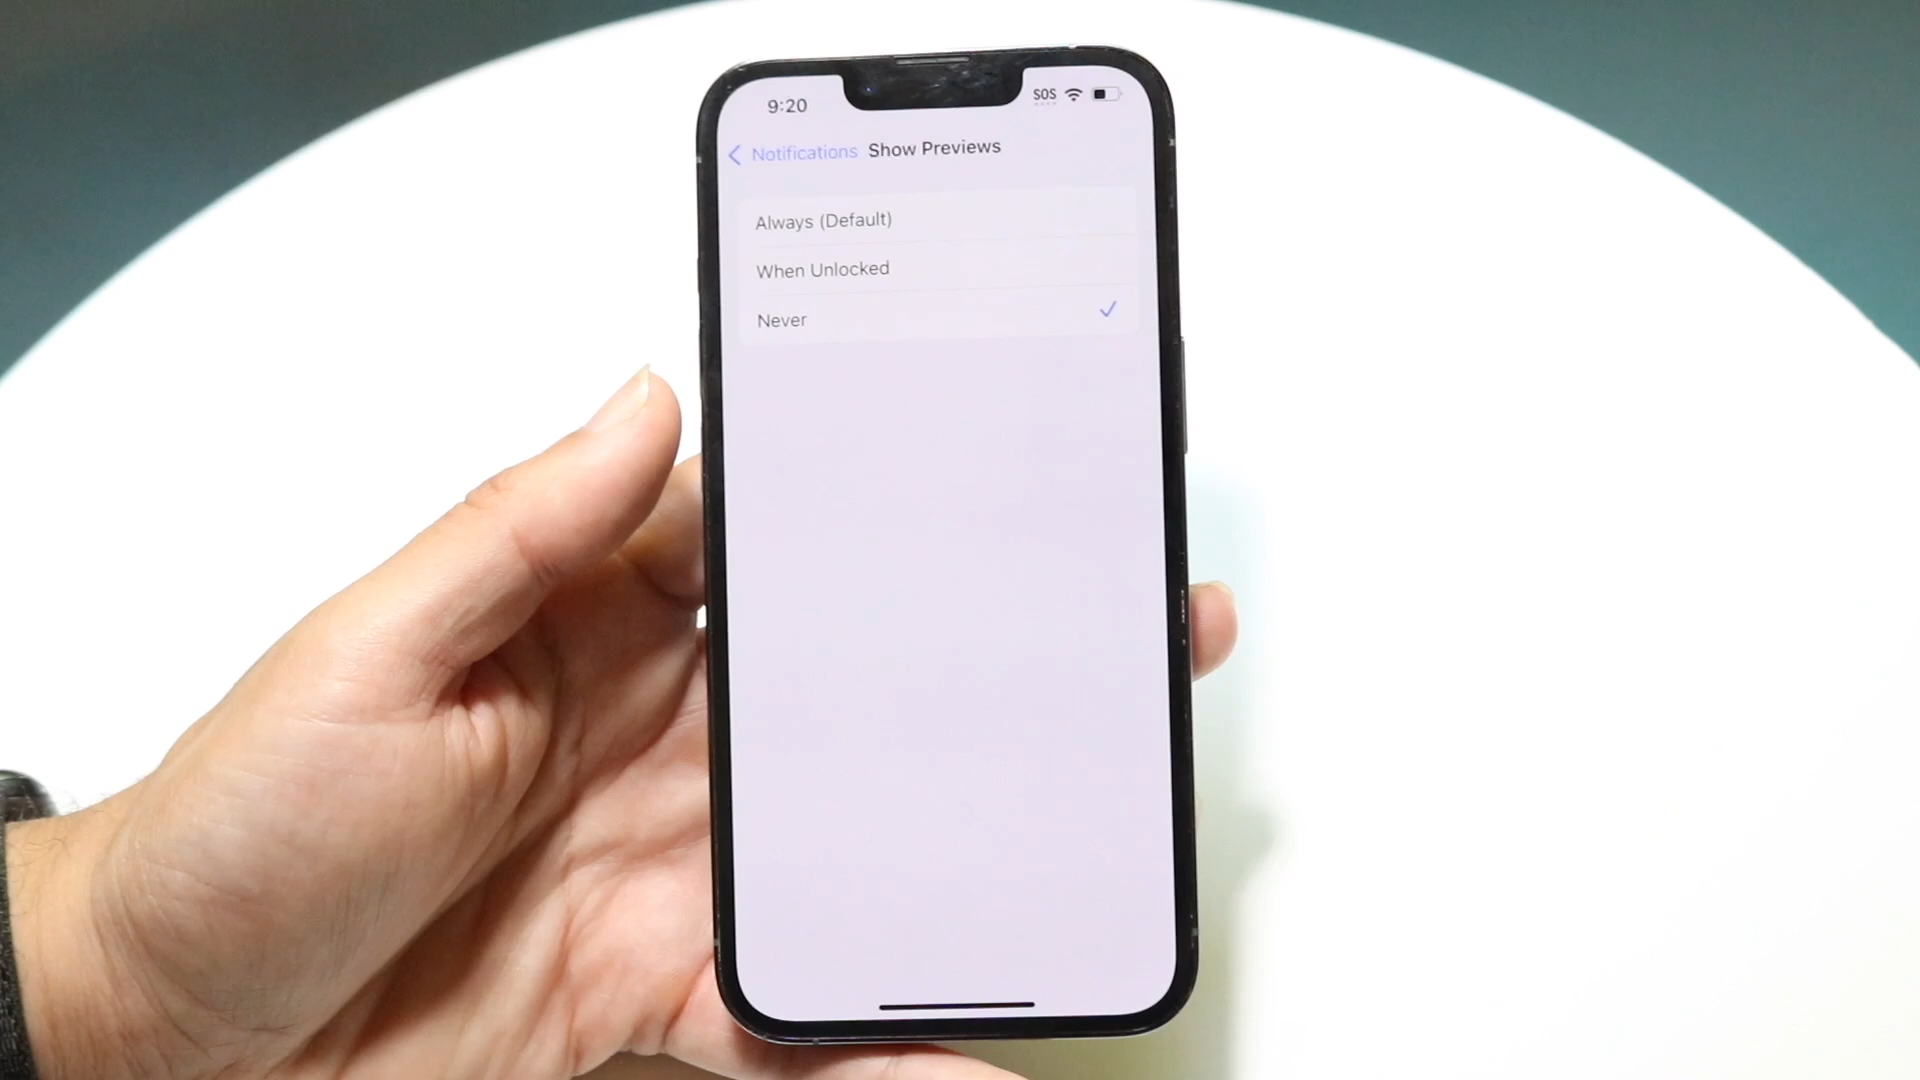 9:20
SOS
Notifications Show Previews
Always (Default)
When Unlocked
Never